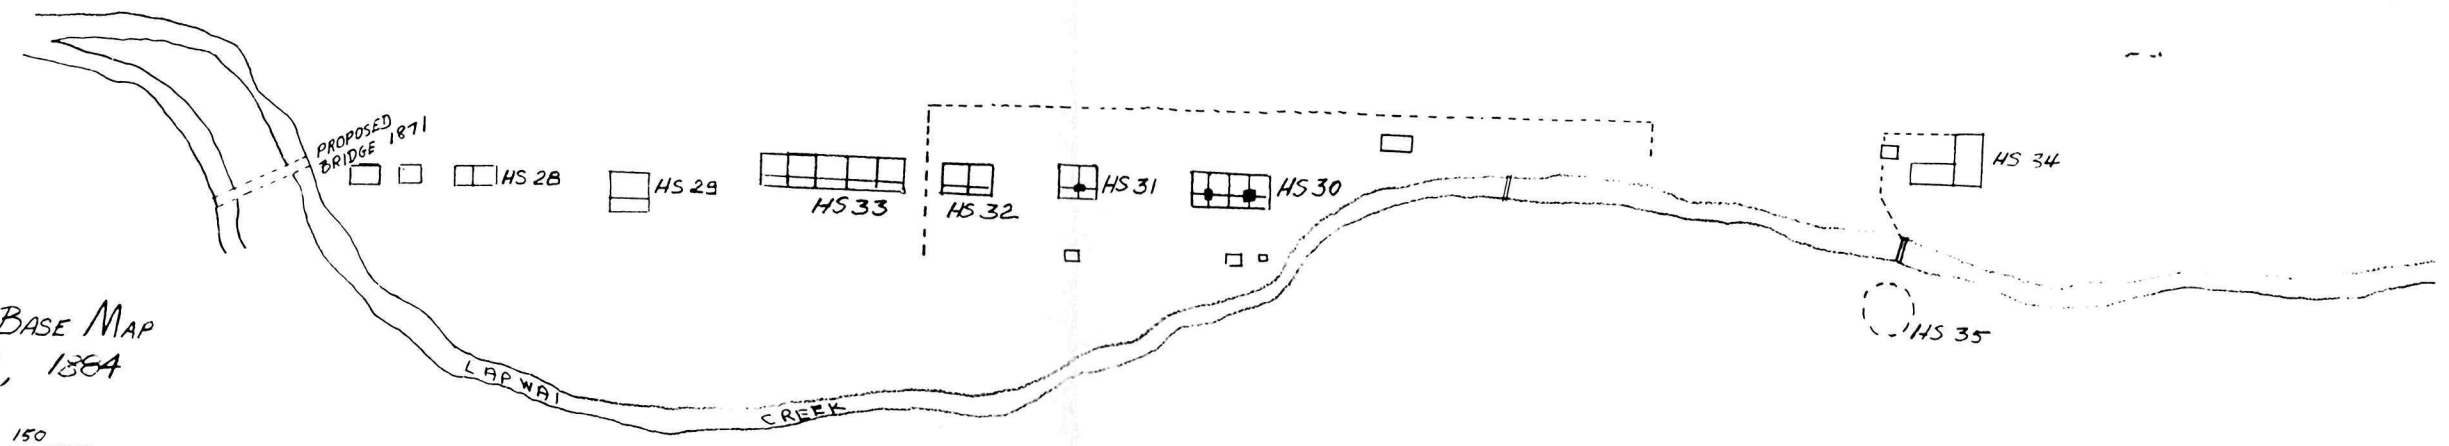 PROPOSED
BRIDGE 1871
HS 28
HS 29
HS 33
HS 32
HS 31
HS 30
HS 34
HS 35
BASE MAP
, 1884
LAPWAI CREEK
150